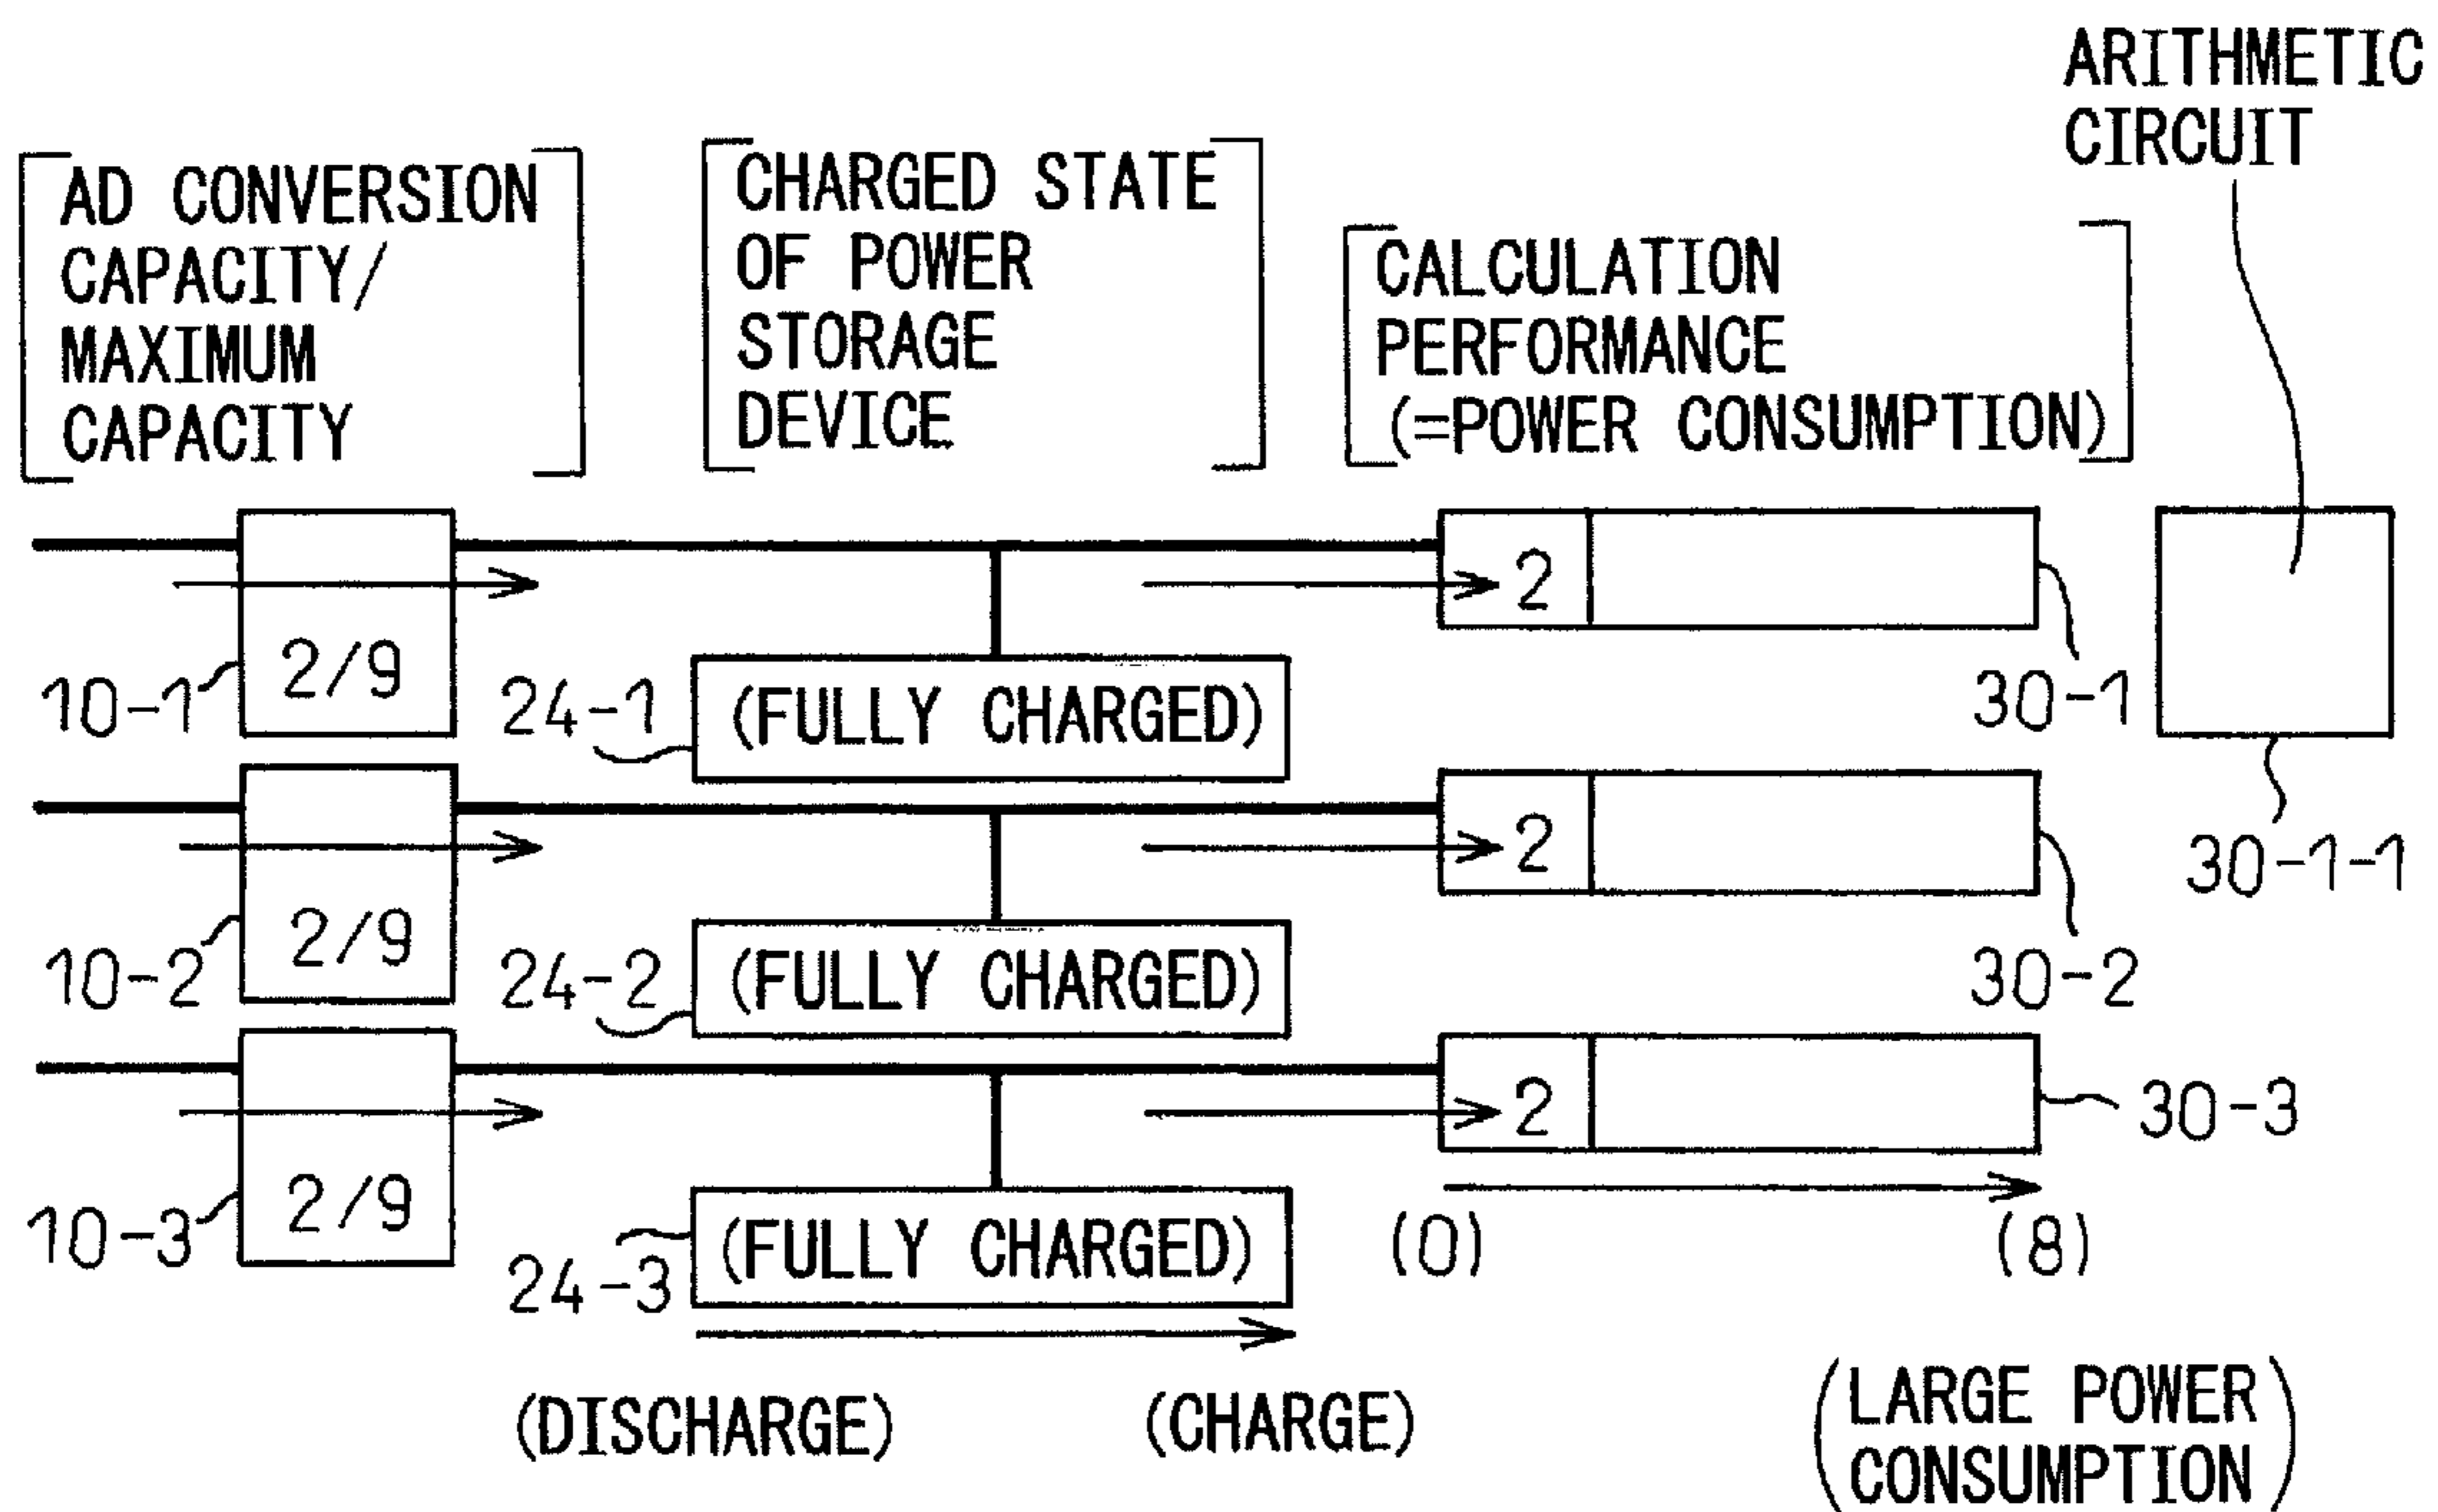 ARITHMETIC
CIRCUIT
AD CONVERSION
CAPACITY/
MAXIMUM
CAPACITY
CHARGED STATE
OF POWER
STORAGE
DEVICE
CALCULATION
PERFORMANCE
(=POWER CONSUMPTION)
2/9
10-1
24-1
(FULLY CHARGED)
2
30-1
30-1-1
2/9
10-2
24-2
(FULLY CHARGED)
2
30-2
2/9
10-3
24-3
(FULLY CHARGED)
2
30-3
(0)
(8)
(DISCHARGE)
(CHARGE)
(LARGE POWER
CONSUMPTION)